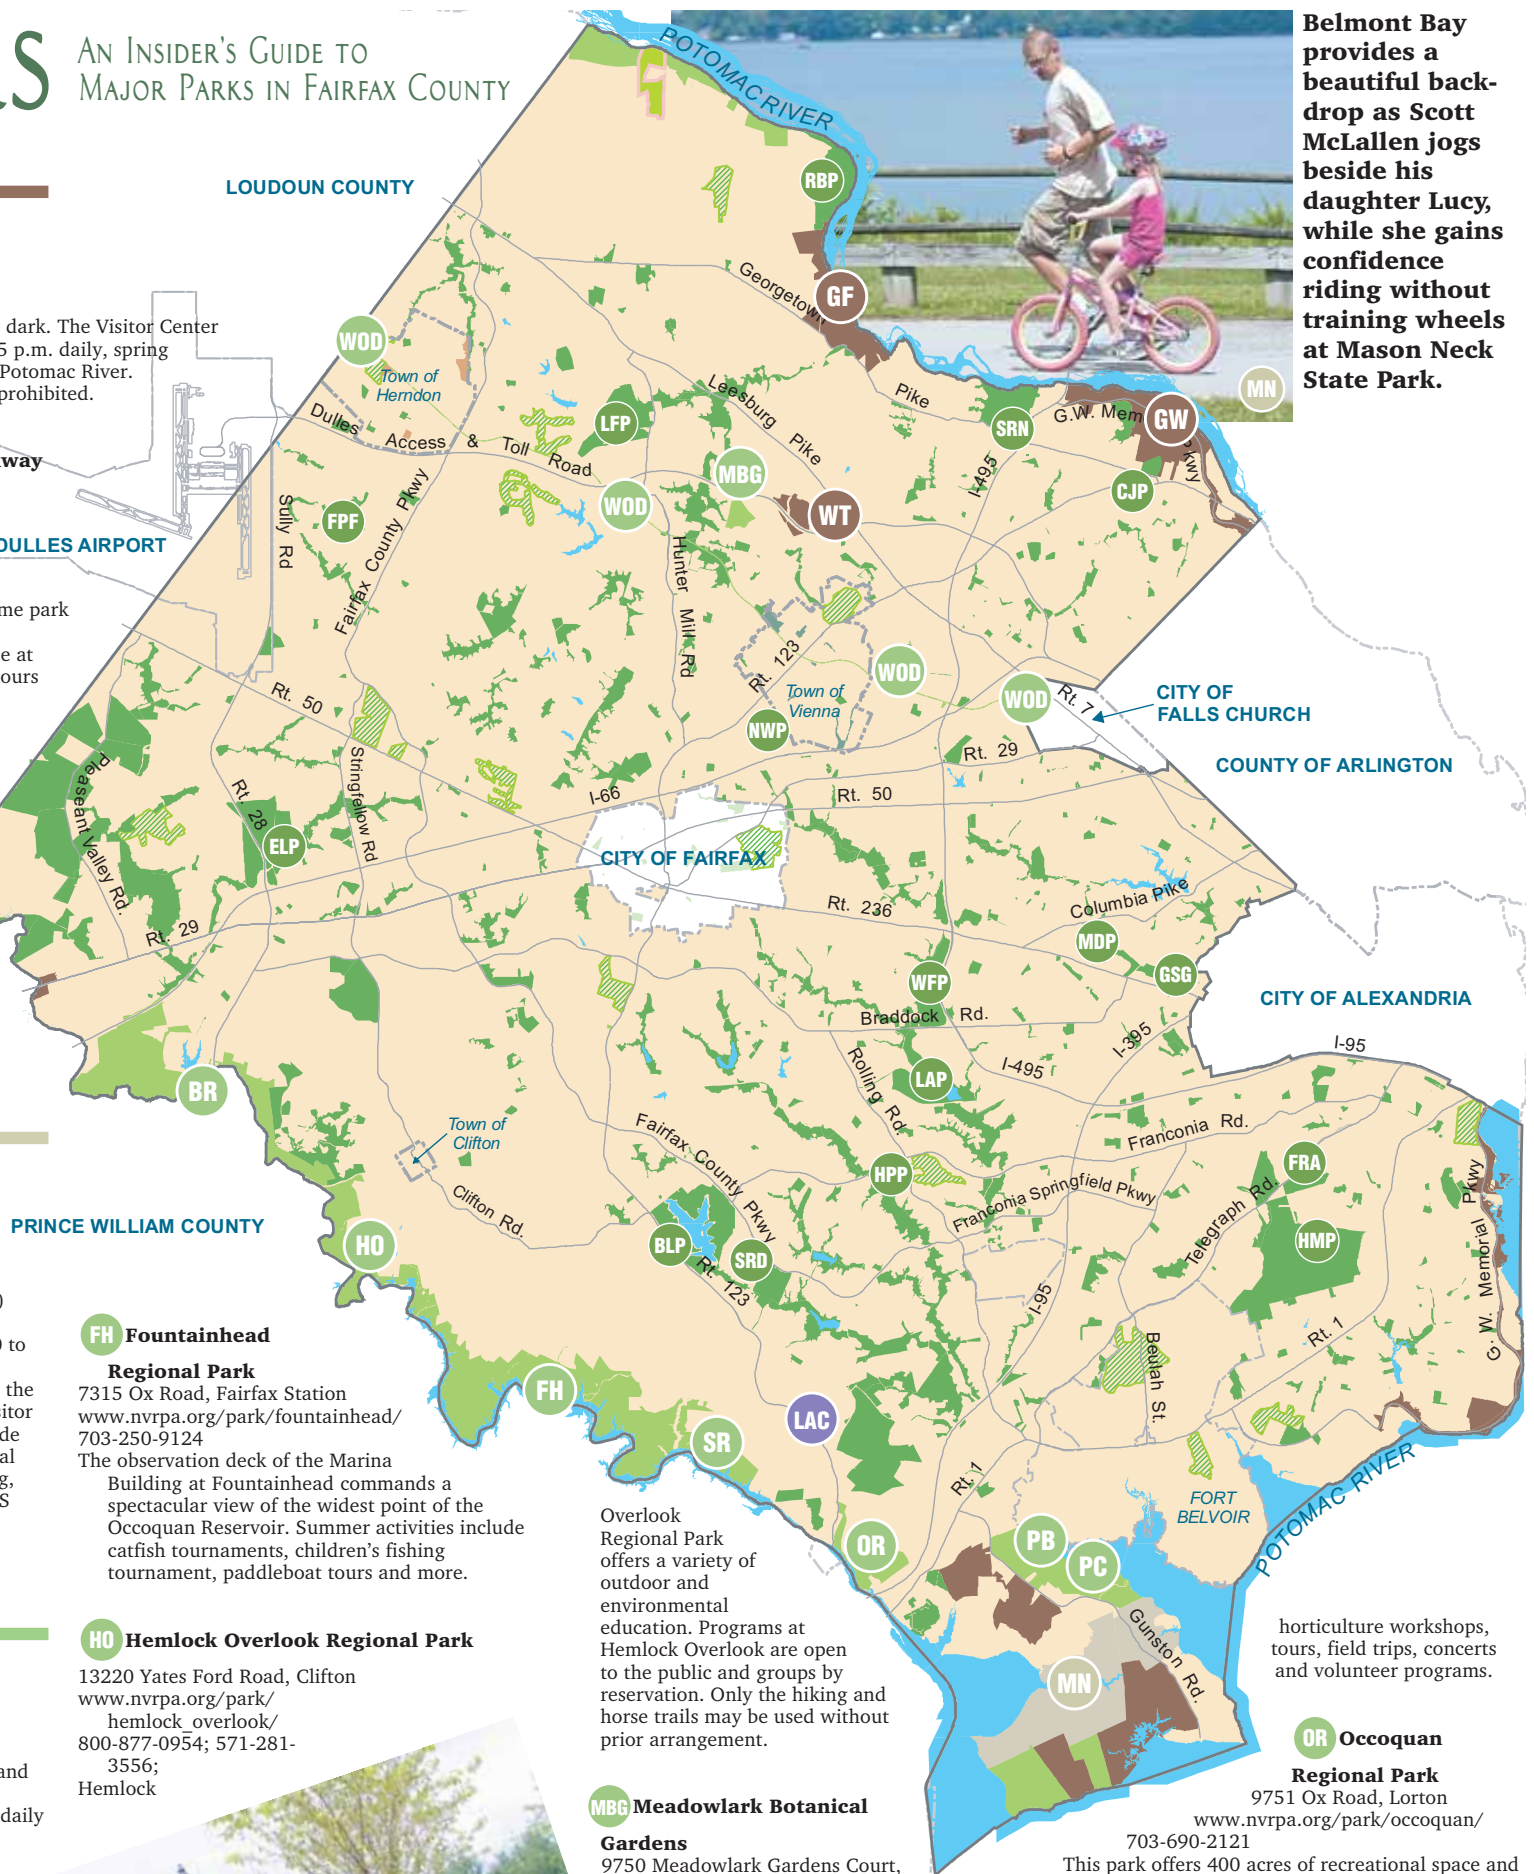 AN INSIDER'S GUIDE TO
MAJOR PARKS IN FAIRFAX COUNTY
Belmont Bay
provides a
beautiful back-
drop as Scott
McLallen jogs
beside his
daughter Lucy,
while she gains
confidence
riding without
training wheels
at Mason Neck
State Park.
MN
POTOMAC RIVER
LOUDOUN COUNTY
RBP
Georgetown
GF
dark. The Visitor Center
5 p.m. daily, spring
Potomac River.
prohibited.
WOD
Town of
Herndon
Dulles
Access & Toll Road
LFP
Leesburg Pike
Pike
SRN
G.W. Mem
GW
Pkwy
CJP
I-495
MBG
WOD
WT
FPF
Sully Rd
Fairfax County Pkwy
Hunter Mill Rd
DULLES AIRPORT
me park
e at
ours
Rt. 123
Town of
Vienna
WOD
WOD
Rt. 7
CITY OF
FALLS CHURCH
NWP
Rt. 29
COUNTY OF ARLINGTON
Rt. 50
Pleasant Valley Rd.
Rt. 28
Stringfellow Rd
I-66
Rt. 50
ELP
CITY OF FAIRFAX
Rt. 236
Columbia Pike
Rt. 29
MDP
GSG
WFP
CITY OF ALEXANDRIA
Braddock Rd.
I-395
I-95
BR
Rolling Rd.
LAP
I-495
Town of
Clifton
Fairfax County Pkwy
Franconia Rd.
HPP
FRA
Franconia Springfield Pkwy
Telegraph Rd.
G. W. Memorial Pkwy
PRINCE WILLIAM COUNTY
Clifton Rd.
HO
BLP
SRD
Rt. 123
HMP
I-95
Rt. 1
Beulah St.
FH
LAC
SR
Rt. 1
FORT
BELVOIR
POTOMAC RIVER
OR
PB
PC
Gunston Rd.
MN
to
the
sitor
de
al
g,
S
FH Fountainhead
Regional Park
7315 Ox Road, Fairfax Station
www.nvrpa.org/park/fountainhead/
703-250-9124
The observation deck of the Marina
Building at Fountainhead commands a
spectacular view of the widest point of the
Occoquan Reservoir. Summer activities include
catfish tournaments, children's fishing
tournament, paddleboat tours and more.
HO Hemlock Overlook Regional Park
13220 Yates Ford Road, Clifton
www.nvrpa.org/park/
hemlock_overlook/
800-877-0954; 571-281-
3556;
Hemlock
and
daily
Overlook
Regional Park
offers a variety of
outdoor and
environmental
education. Programs at
Hemlock Overlook are open
to the public and groups by
reservation. Only the hiking and
horse trails may be used without
prior arrangement.
MBG Meadowlark Botanical
Gardens
9750 Meadowlark Gardens Court,
horticulture workshops,
tours, field trips, concerts
and volunteer programs.
OR Occoquan
Regional Park
9751 Ox Road, Lorton
www.nvrpa.org/park/occoquan/
703-690-2121
This park offers 400 acres of recreational space and